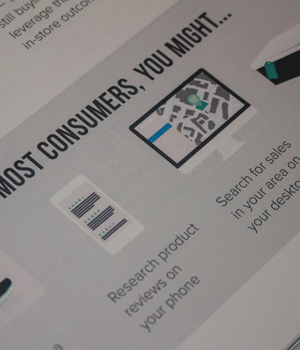 still buyi
leverage th
in-store outco
MOST CONSUMERS, YOU MIGHT...
Search for sales
in your area on
your deskto
Research product
reviews on
your phone